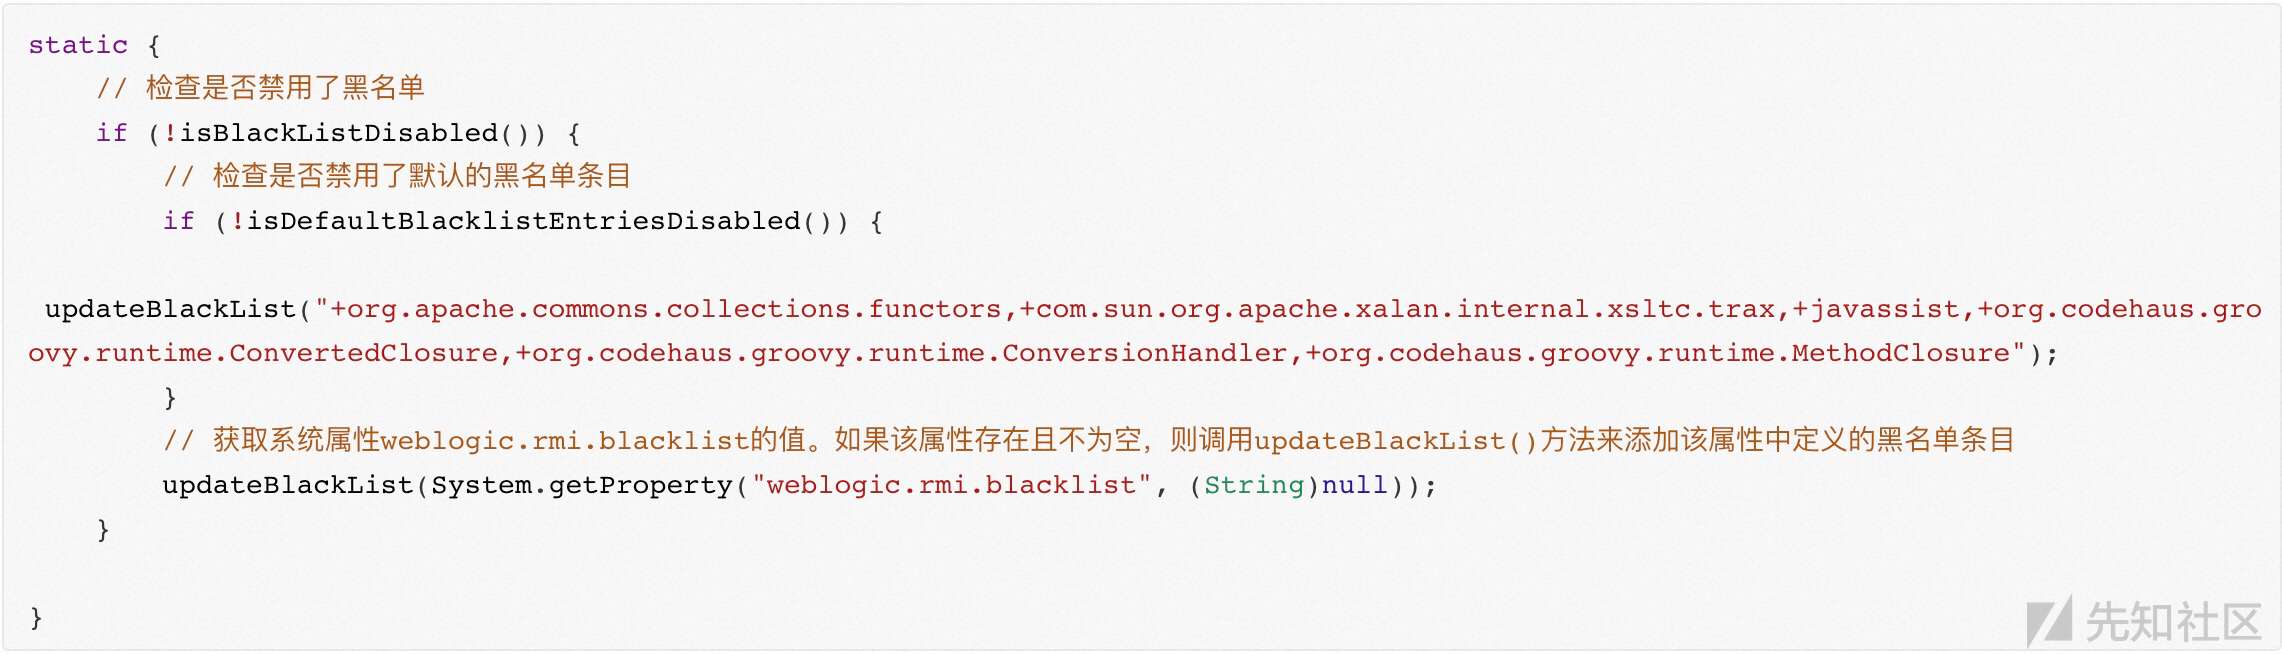 static {
    // 检查是否禁用了黑名单
    if (!isBlackListDisabled()) {
        // 检查是否禁用了默认的黑名单条目
        if (!isDefaultBlacklistEntriesDisabled()) {
 updateBlackList("+org.apache.commons.collections.functors,+com.sun.org.apache.xalan.internal.xsltc.trax,+javassist,+org.codehaus.gro
ovy.runtime.ConvertedClosure,+org.codehaus.groovy.runtime.ConversionHandler,+org.codehaus.groovy.runtime.MethodClosure");
        }
        // 获取系统属性weblogic.rmi.blacklist的值。如果该属性存在且不为空，则调用updateBlackList()方法来添加该属性中定义的黑名单条目
        updateBlackList(System.getProperty("weblogic.rmi.blacklist", (String)null));
    }
}
先知社区